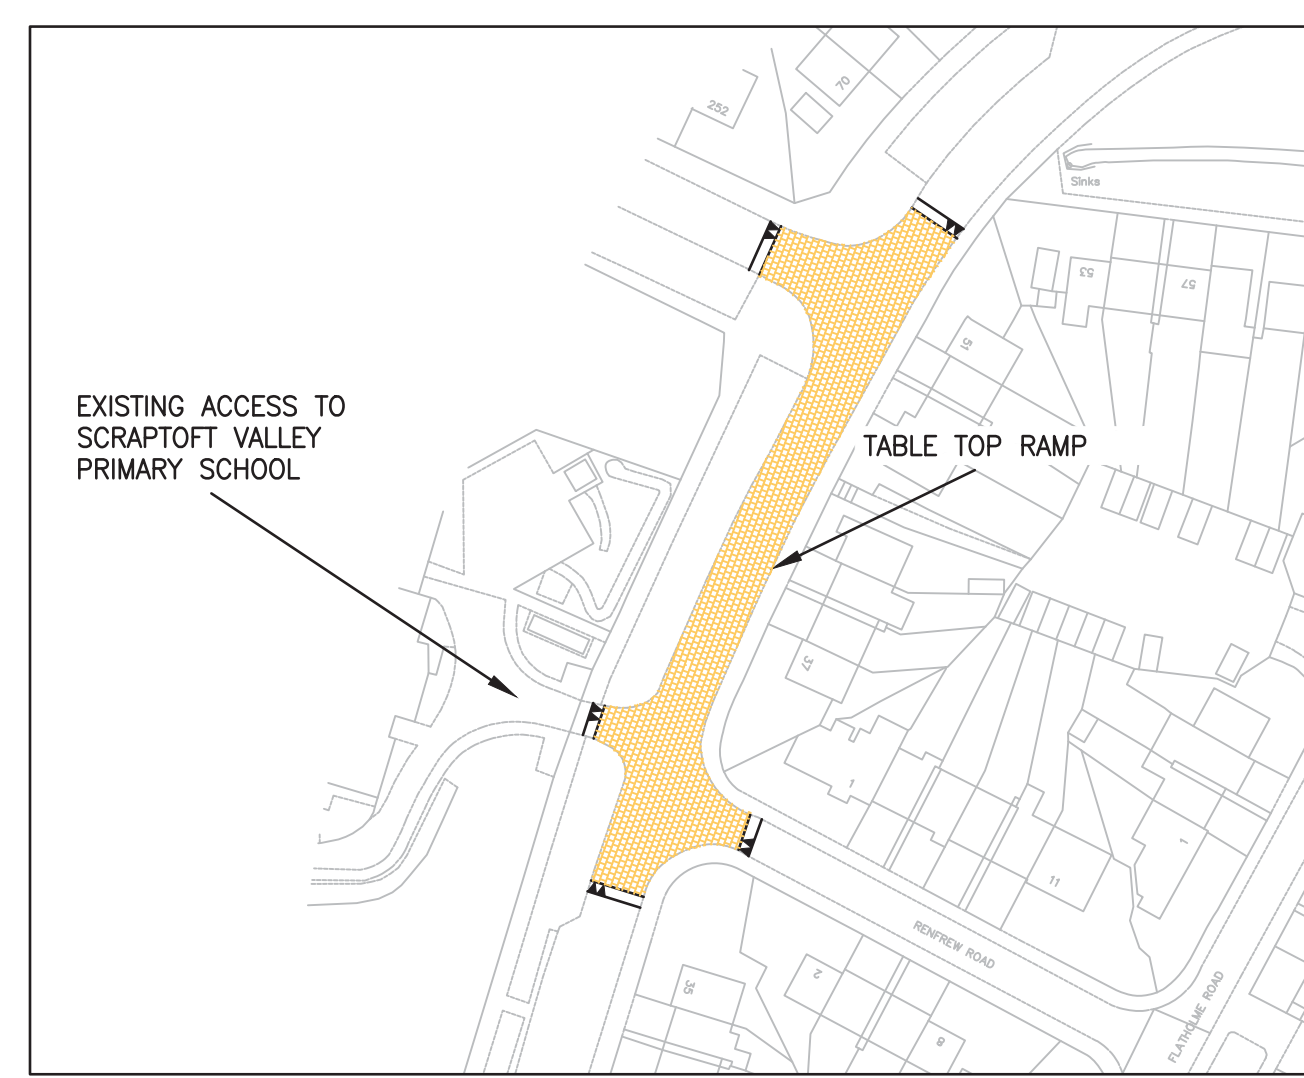 252
70
Sinks
53
57
51
EXISTING ACCESS TO
SCRAPTOFT VALLEY
PRIMARY SCHOOL
TABLE TOP RAMP
37
1
1
11
RENFREW ROAD
2
35
8
FLATHOLME ROAD